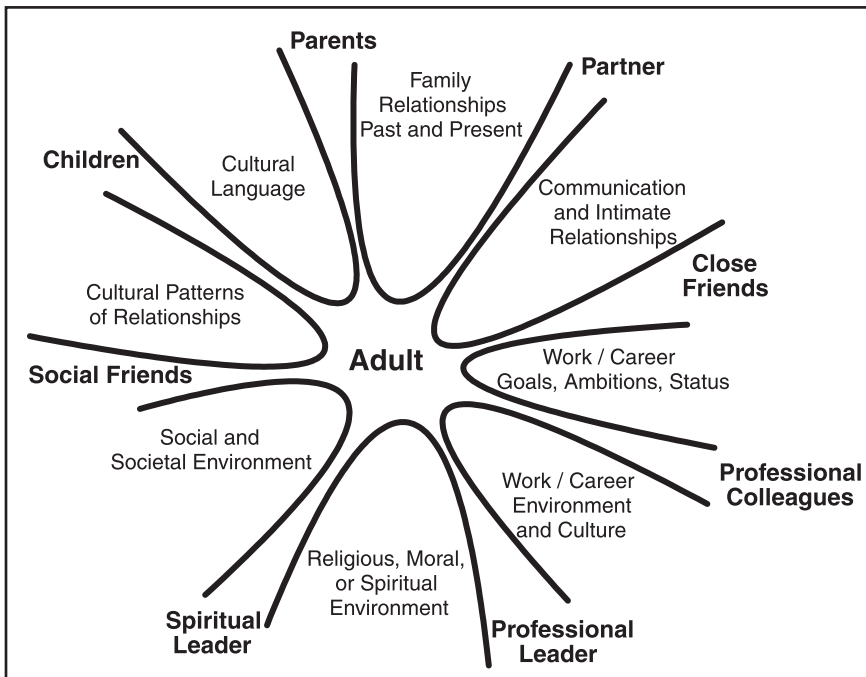 Parents
Family
Relationships
Past and Present
Partner
Children
Cultural
Language
Communication
and Intimate
Relationships
Close
Friends
Cultural Patterns
of Relationships
Adult
Work / Career
Goals, Ambitions, Status
Social Friends
Social and
Societal Environment
Professional
Colleagues
Work / Career
Environment
and Culture
Religious, Moral,
or Spiritual
Environment
Spiritual
Leader
Professional
Leader